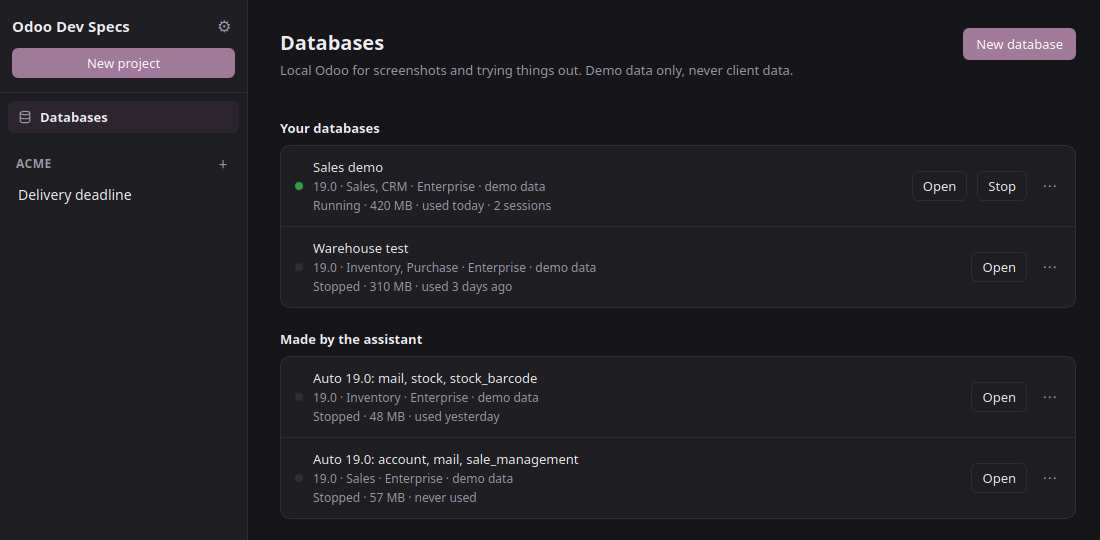 Odoo Dev Specs
New project
Databases
ACME
+
Delivery deadline
Databases
New database
Local Odoo for screenshots and trying things out. Demo data only, never client data.
Your databases
Sales demo
19.0 · Sales, CRM · Enterprise · demo data
Running · 420 MB · used today · 2 sessions
Open
Stop
···
Warehouse test
19.0 · Inventory, Purchase · Enterprise · demo data
Stopped · 310 MB · used 3 days ago
Open
···
Made by the assistant
Auto 19.0: mail, stock, stock_barcode
19.0 · Inventory · Enterprise · demo data
Stopped · 48 MB · used yesterday
Open
···
Auto 19.0: account, mail, sale_management
19.0 · Sales · Enterprise · demo data
Stopped · 57 MB · never used
Open
···